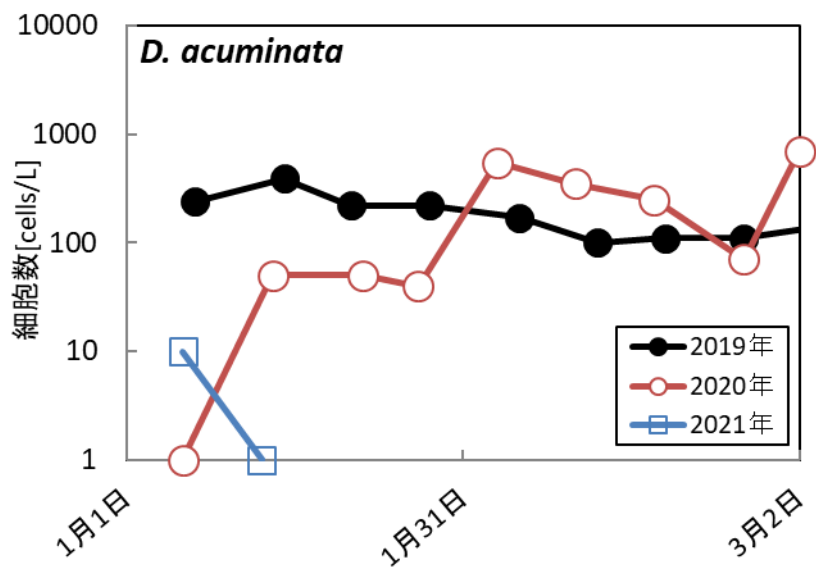 D. acuminata
細胞数[cells/L]
10000
1000
100
10
1
1月1日
1月31日
3月2日
2019年
2020年
2021年